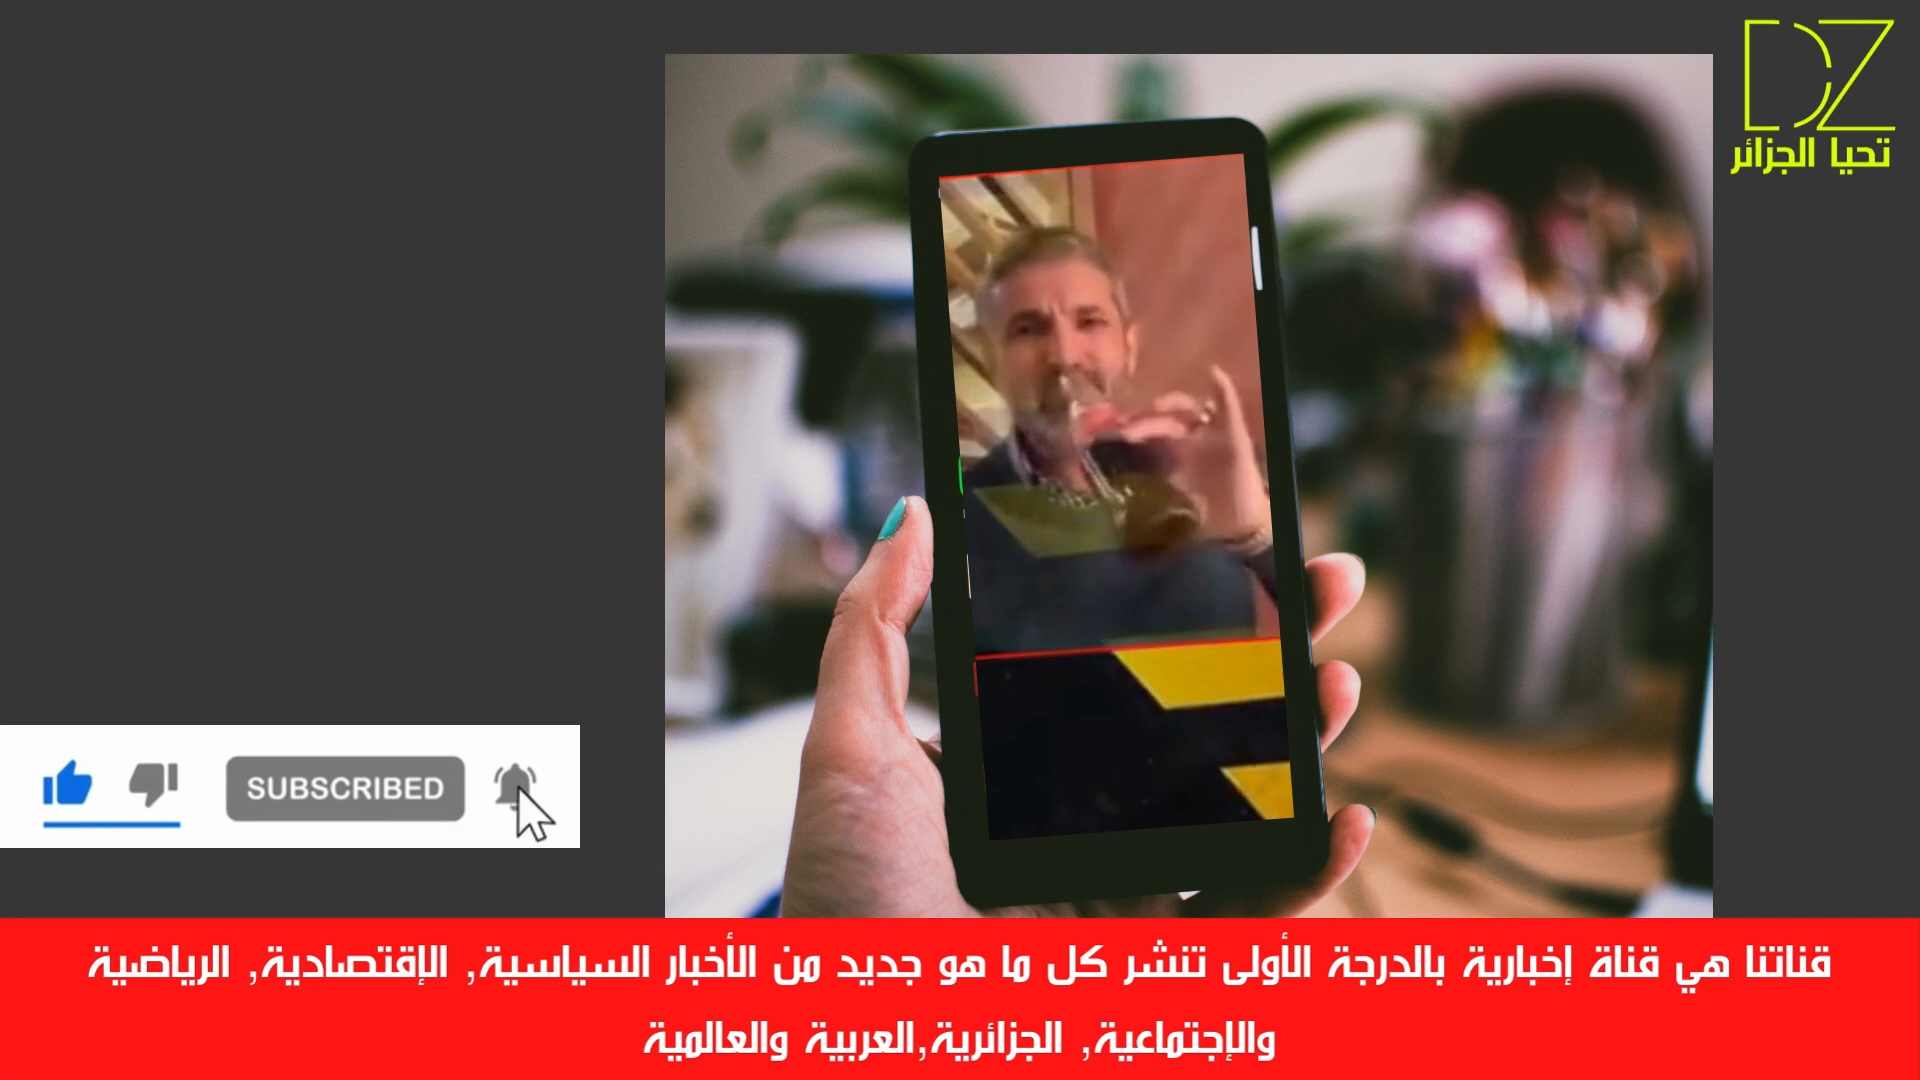 DZ
تحيا الجزائر
SUBSCRIBED
قناتنا هي قناة إخبارية بالدرجة الأولى تنشر كل ما هو جديد من الأخبار السياسية, الإقتصادية, الرياضية
والإجتماعية, الجزائرية,العربية والعالمية